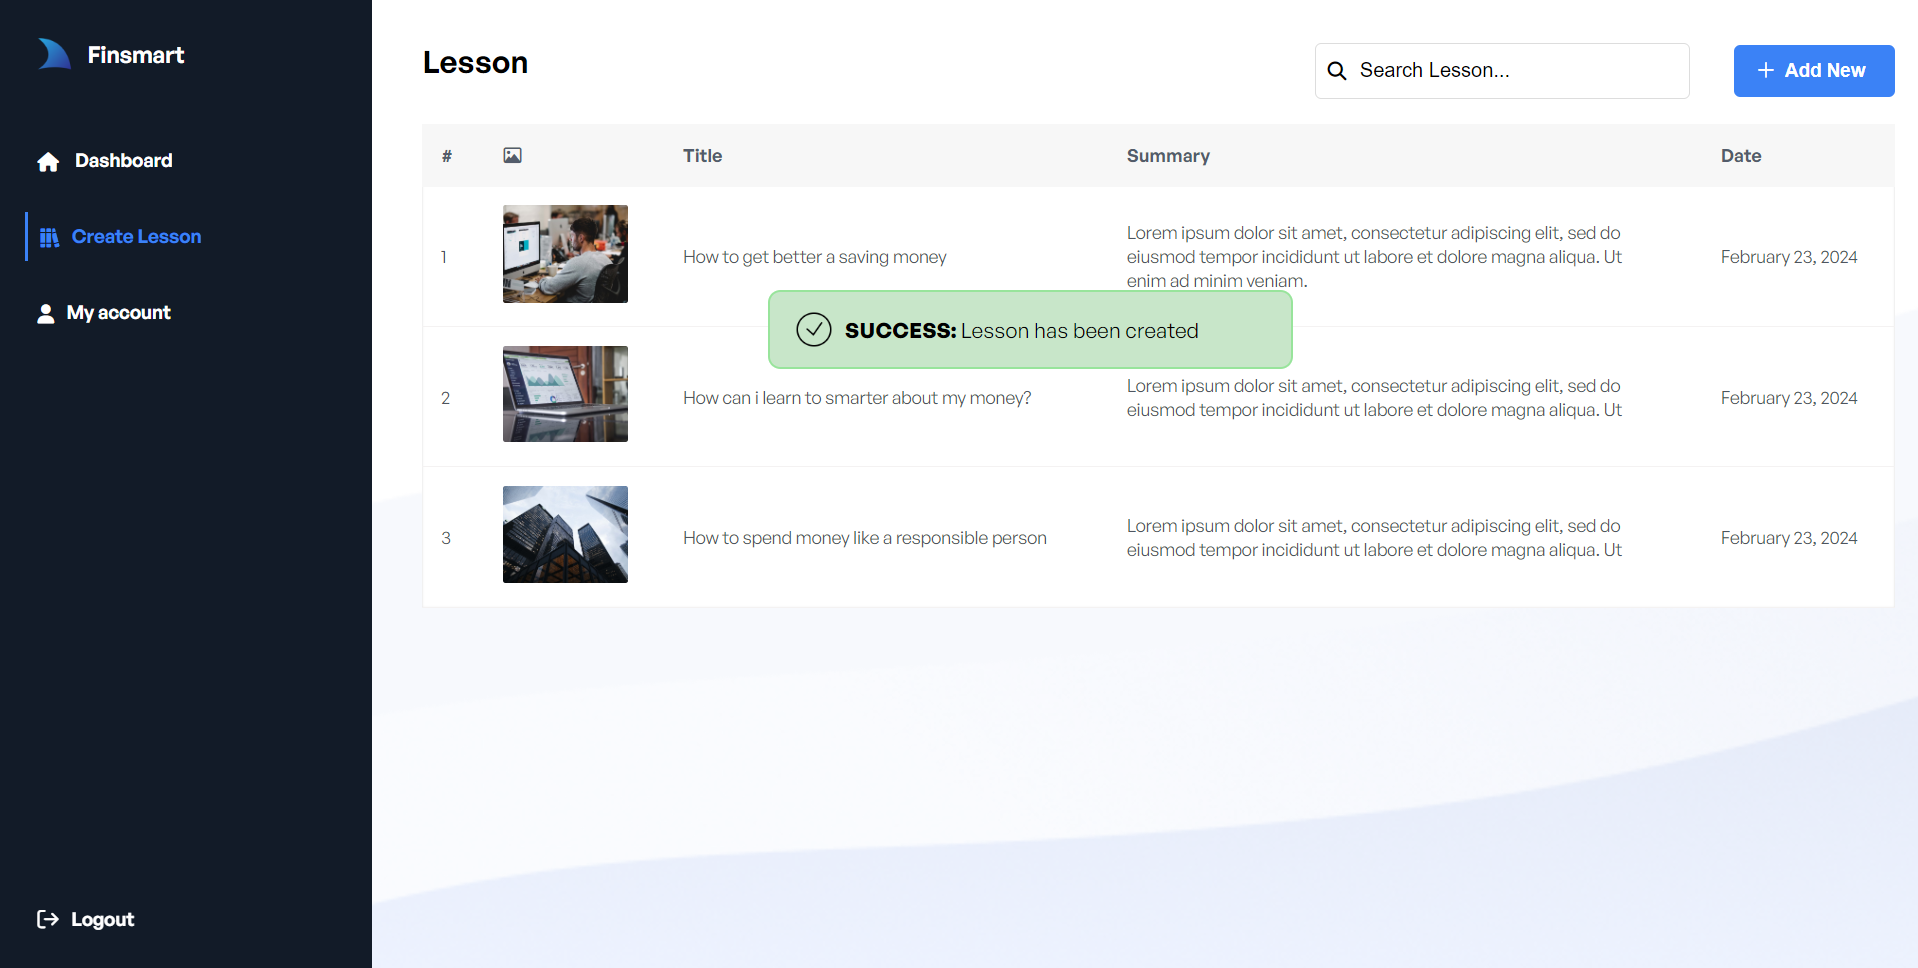 Finsmart
Dashboard
Create Lesson
My account
Logout
Lesson
Search Lesson...
Add New
# Title Summary Date
1 How to get better a saving money Lorem ipsum dolor sit amet, consectetur adipiscing elit, sed do
eiusmod tempor incididunt ut labore et dolore magna aliqua. Ut
enim ad minim veniam. February 23, 2024
SUCCESS: Lesson has been created
2 How can i learn to smarter about my money? Lorem ipsum dolor sit amet, consectetur adipiscing elit, sed do
eiusmod tempor incididunt ut labore et dolore magna aliqua. Ut February 23, 2024
3 How to spend money like a responsible person Lorem ipsum dolor sit amet, consectetur adipiscing elit, sed do
eiusmod tempor incididunt ut labore et dolore magna aliqua. Ut February 23, 2024